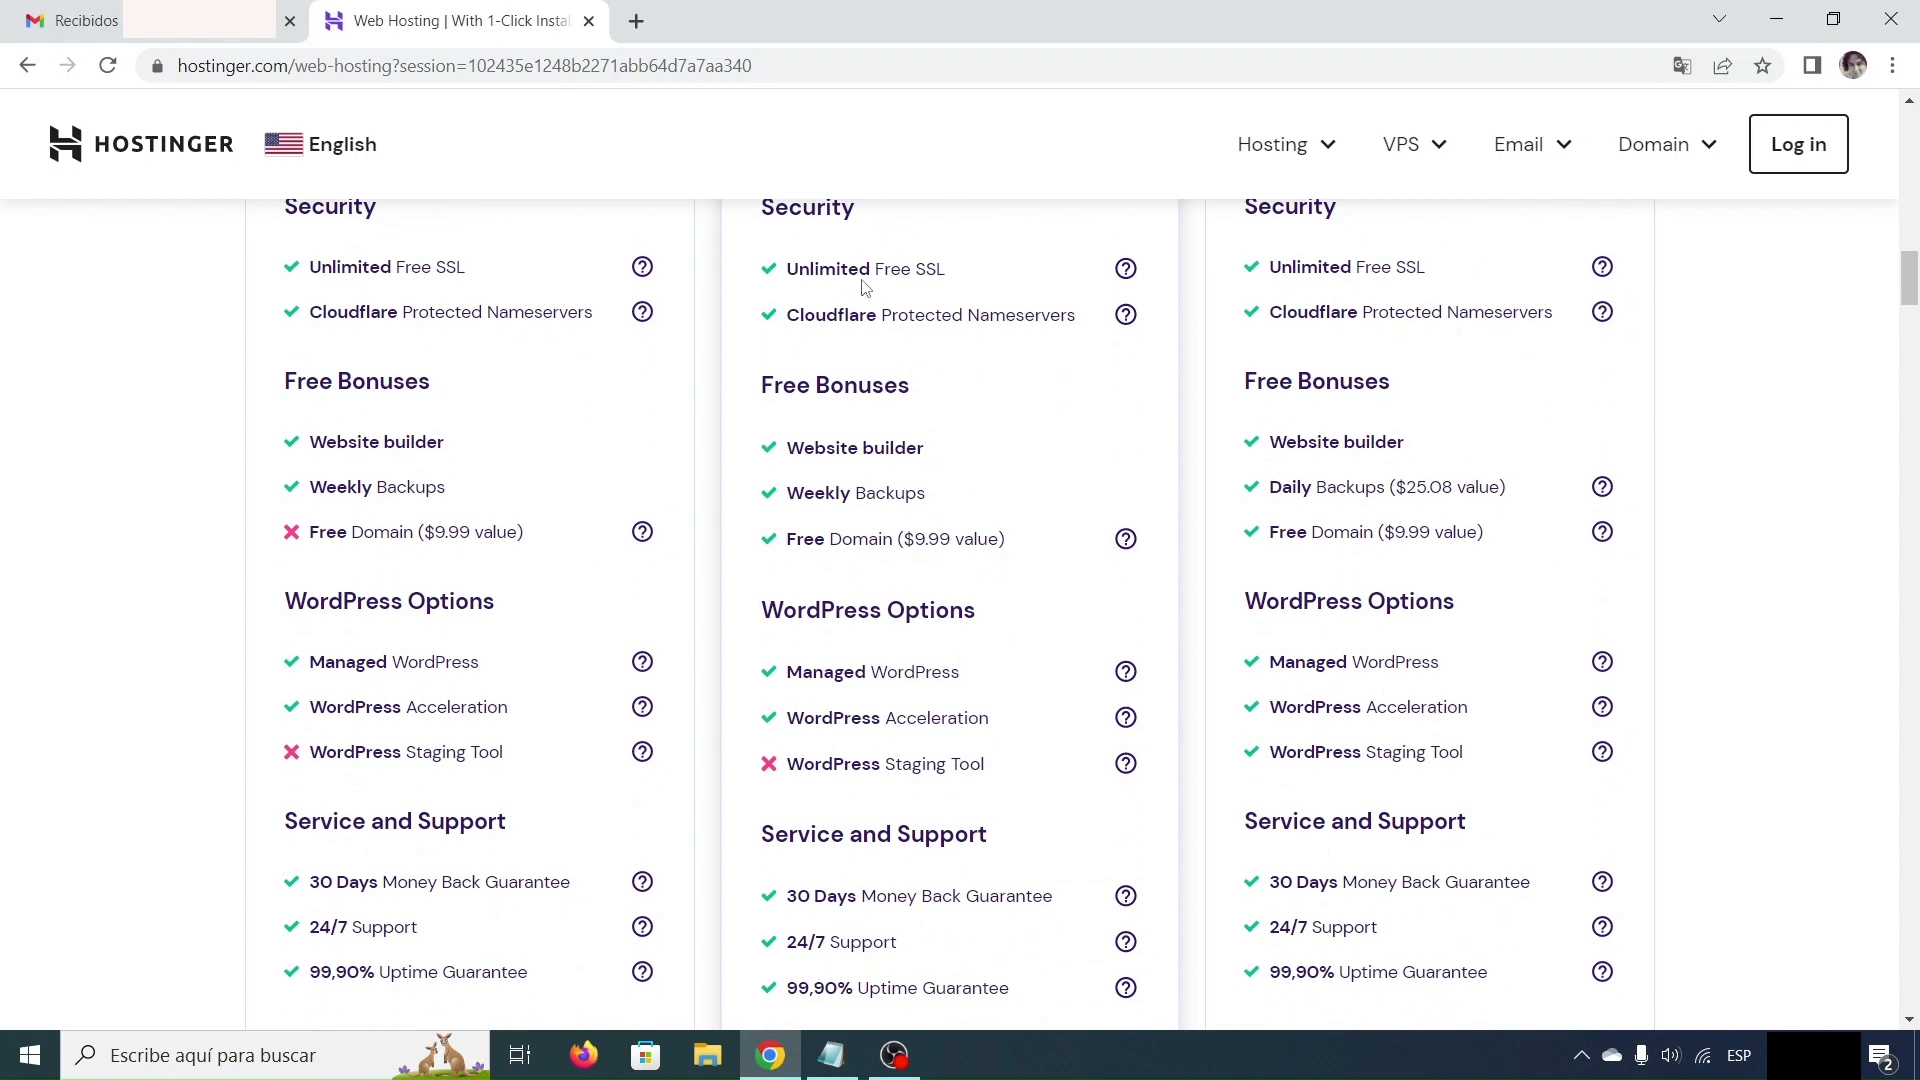 Recibidos
Web Hosting | With 1-Click Insta
hostinger.com/web-hosting?session=102435e1248b2271abb64d7a7aa340
HOSTINGER
English
Hosting
VPS
Email
Domain
Log in
Security
Unlimited Free SSL
Cloudflare Protected Nameservers
Free Bonuses
Website builder
Weekly Backups
Free Domain ($9.99 value)
WordPress Options
Managed WordPress
WordPress Acceleration
WordPress Staging Tool
Service and Support
30 Days Money Back Guarantee
24/7 Support
99,90% Uptime Guarantee
Security
Unlimited Free SSL
Cloudflare Protected Nameservers
Free Bonuses
Website builder
Weekly Backups
Free Domain ($9.99 value)
WordPress Options
Managed WordPress
WordPress Acceleration
WordPress Staging Tool
Service and Support
30 Days Money Back Guarantee
24/7 Support
99,90% Uptime Guarantee
Security
Unlimited Free SSL
Cloudflare Protected Nameservers
Free Bonuses
Website builder
Daily Backups ($25.08 value)
Free Domain ($9.99 value)
WordPress Options
Managed WordPress
WordPress Acceleration
WordPress Staging Tool
Service and Support
30 Days Money Back Guarantee
24/7 Support
99,90% Uptime Guarantee
Escribe aquí para buscar
ESP
2